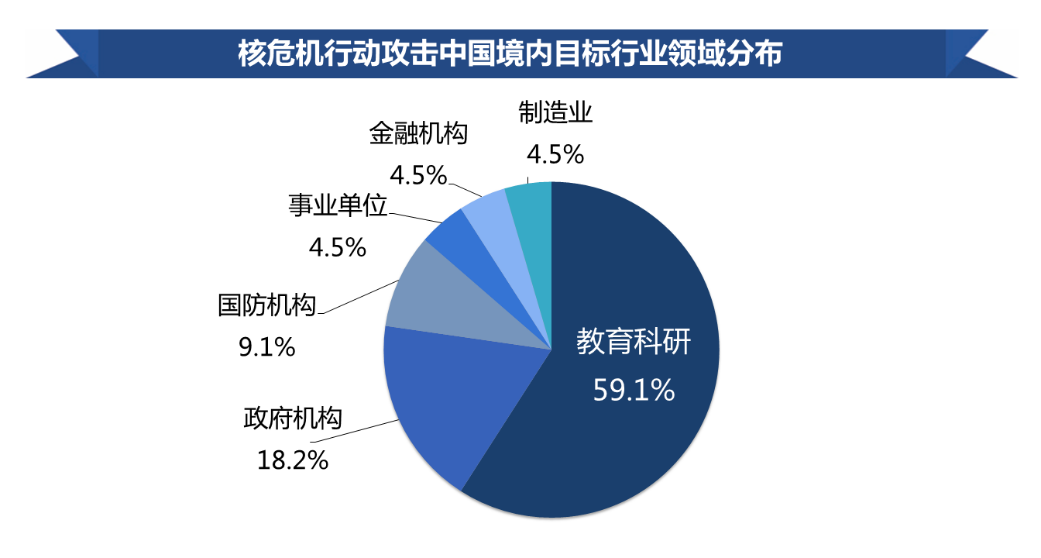 核危机行动攻击中国境内目标行业领域分布
制造业
4.5%
金融机构
4.5%
事业单位
4.5%
国防机构
9.1%
教育科研
59.1%
政府机构
18.2%